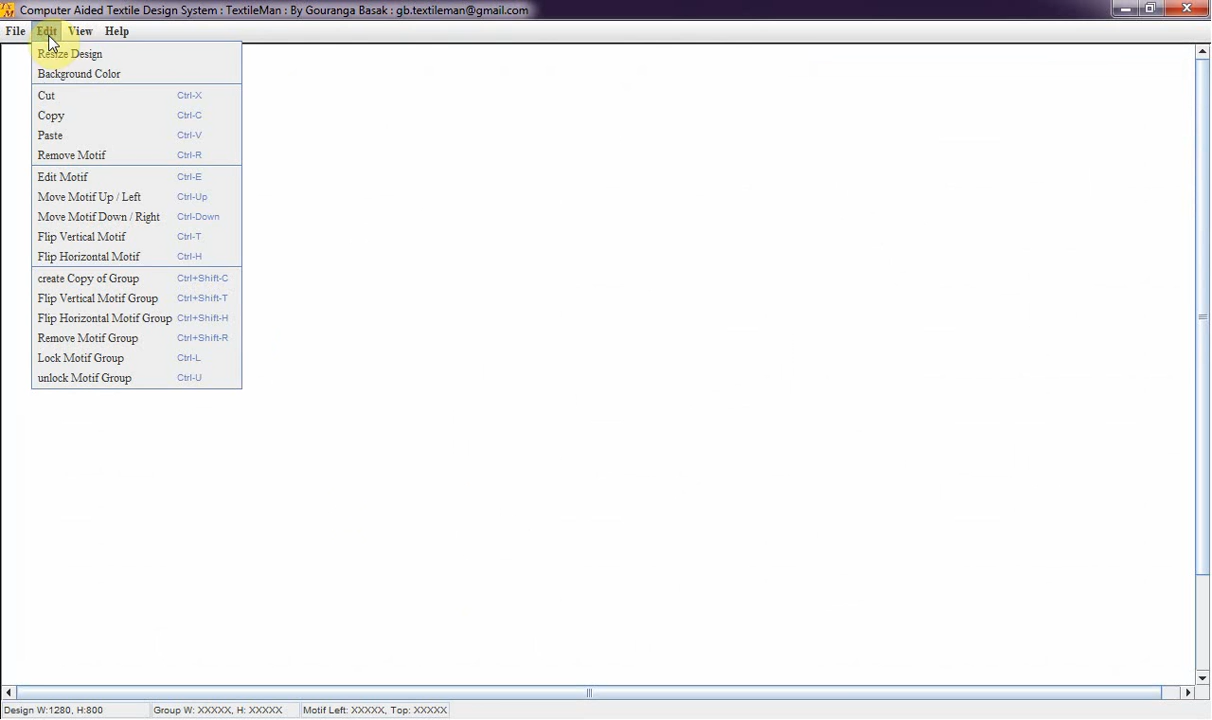 Computer Aided Textile Design System : TextileMan : By Gouranga Basak : gb.textileman@gmail.com
File Edit View Help
Resize Design
Background Color
Cut Ctrl-X
Copy Ctrl-C
Paste Ctrl-V
Remove Motif Ctrl-R
Edit Motif Ctrl-E
Move Motif Up / Left Ctrl-Up
Move Motif Down / Right Ctrl-Down
Flip Vertical Motif Ctrl-T
Flip Horizontal Motif Ctrl-H
create Copy of Group Ctrl+Shift-C
Flip Vertical Motif Group Ctrl+Shift-T
Flip Horizontal Motif Group Ctrl+Shift-H
Remove Motif Group Ctrl+Shift-R
Lock Motif Group Ctrl-L
unlock Motif Group Ctrl-U
Design W:1280, H:800 Group W: XXXXX, H: XXXXX Motif Left: XXXXX, Top: XXXXX